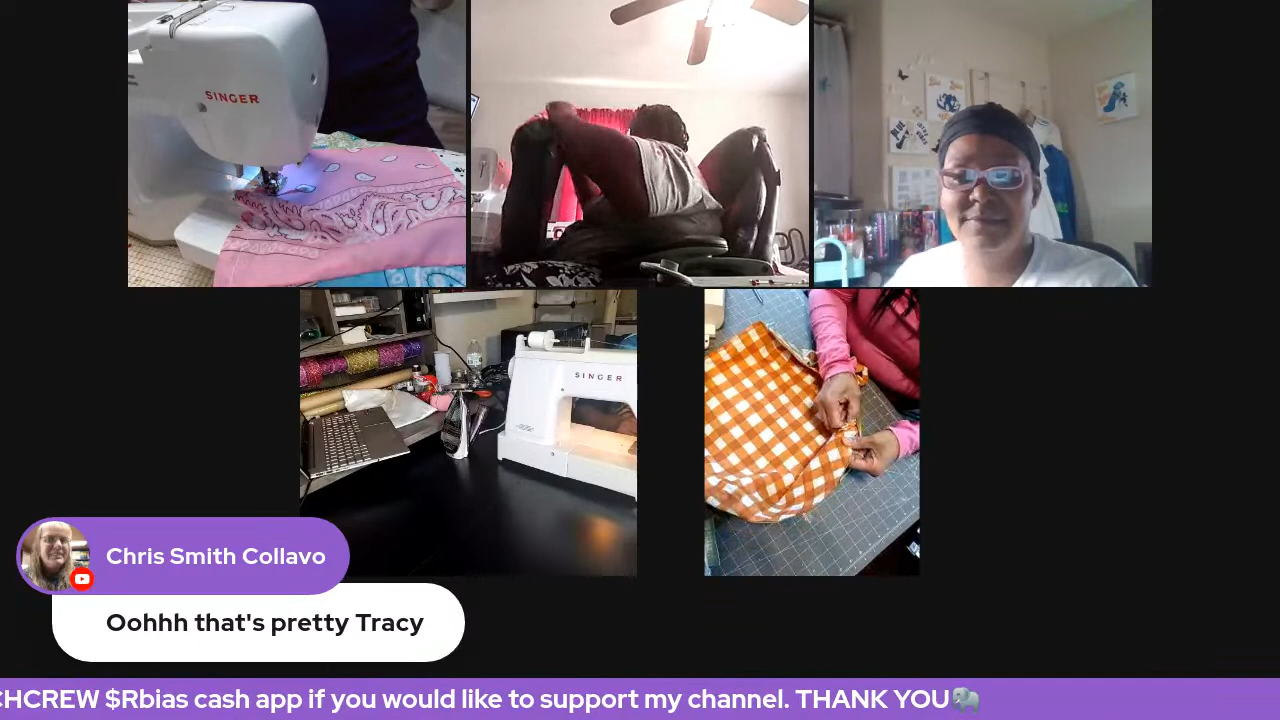 SINGER
SINGER
Chris Smith Collavo
Oohhh that's pretty Tracy
CHCREW $Rbias cash app if you would like to support my channel. THANK YOU🐘